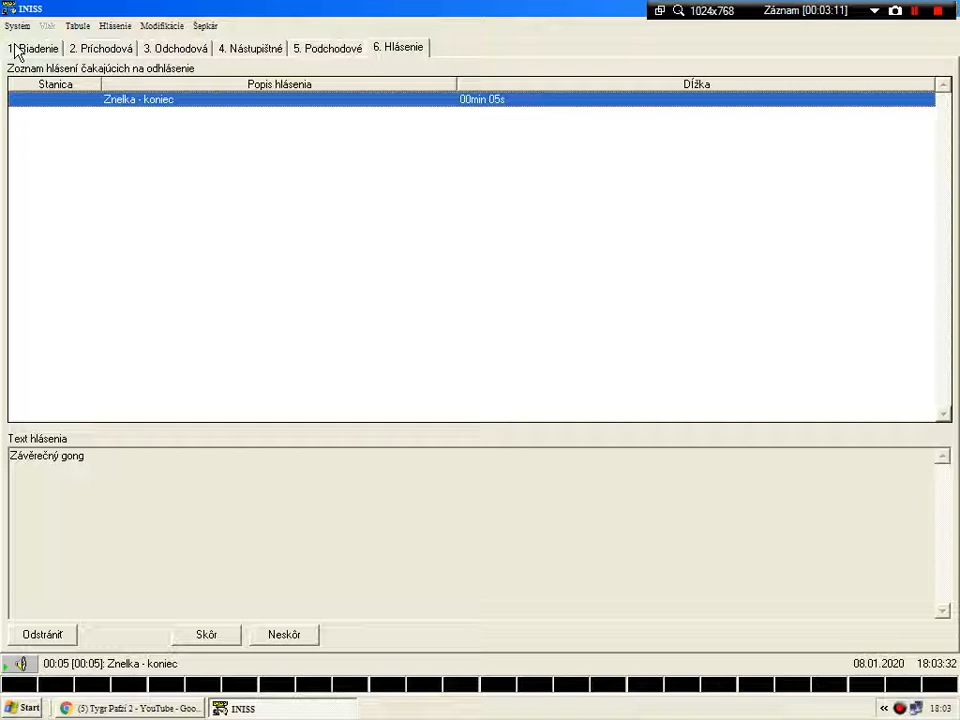 INISS
1024x768
Záznam [00:03:11]
Systém Vlak Tabule Hlásenie Modifikácie Šepkár
1. Riadenie 2. Príchodová 3. Odchodová 4. Nástupištné 5. Podchodové 6. Hlásenie
Zoznam hlásení čakajúcich na odhlásenie
Stanica Popis hlásenia Dĺžka
Znelka - koniec 00min 05s
Text hlásenia
Závěrečný gong
Odstrániť Skôr Neskôr
00:05 [00:05]: Znelka - koniec 08.01.2020 18:03:32
Start (5) Tygr Pafzí 2 - YouTube - Goo... INISS 18:03